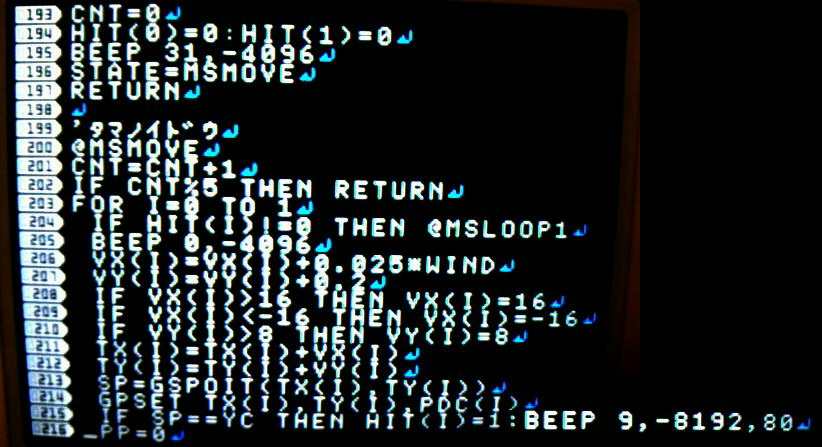 193 CNT=0
194 HIT(0)=0:HIT(1)=0
195 BEEP 31,-4096
196 STATE=MSMOVE
197 RETURN
198
199 'タマノイドウ
200 @MSMOVE
201 CNT=CNT+1
202 IF CNT%5 THEN RETURN
203 FOR I=0 TO 1
204 IF HIT(I)!=0 THEN @MSLOOP1
205 BEEP 0,-4096
206 VX(I)=VX(I)+0.025*WIND
207 VY(I)=VY(I)+0.2
208 IF VX(I)>16 THEN VX(I)=16
209 IF VX(I)<-16 THEN VX(I)=-16
210 IF VY(I)>8 THEN VY(I)=8
211 TX(I)=TX(I)+VX(I)
212 TY(I)=TY(I)+VY(I)
213 SP=GSPOIT(TX(I),TY(I))
214 GPSET TX(I),TY(I),PDC(I)
215 IF SP==YC THEN HIT(I)=1:BEEP 9,-8192,80
216 PP=0